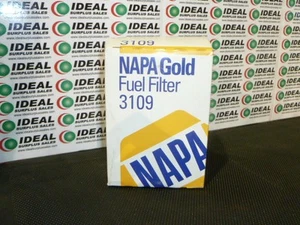 3109
NAPA Gold
Fuel Filter
3109
NAPA
IDEAL
SURPLUS SALES